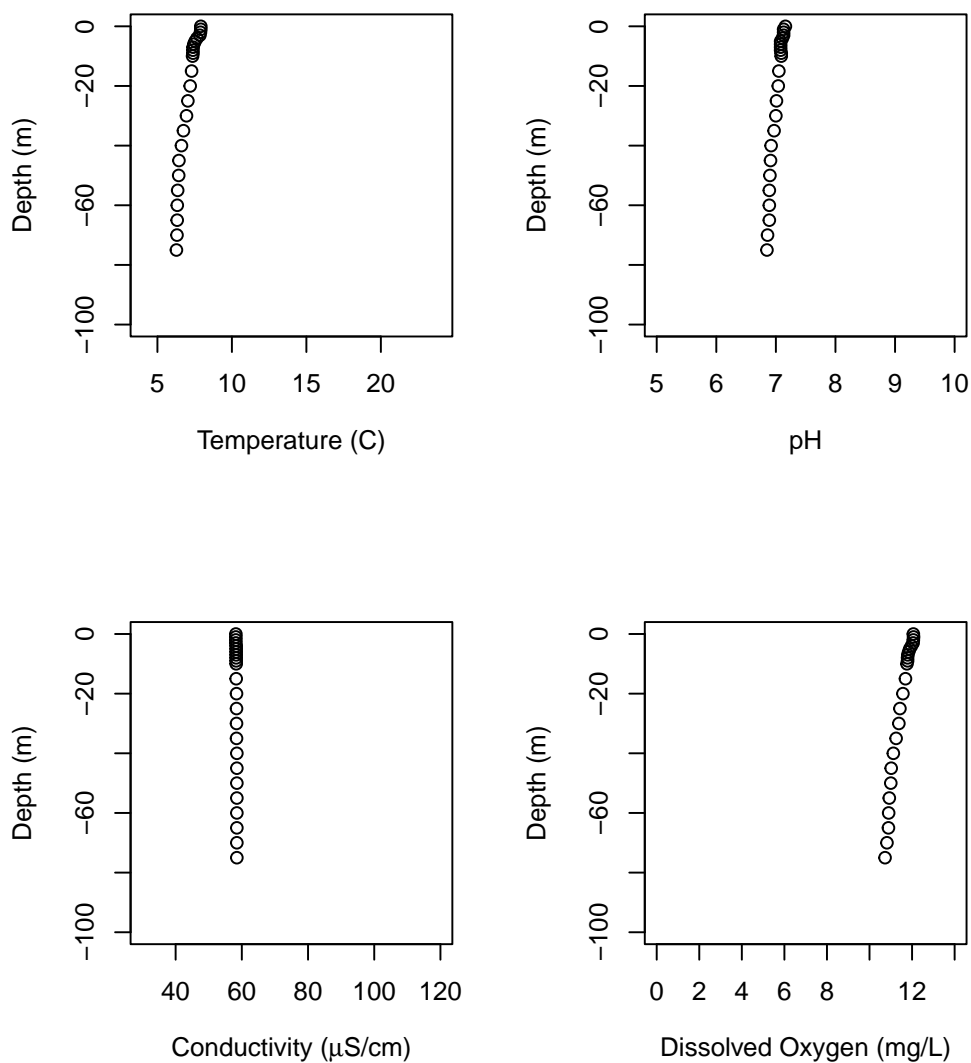 0
−20
−60
−100
Depth (m)
5 10 15 20
Temperature (C)
0
−20
−60
−100
Depth (m)
5 6 7 8 9 10
pH
0
−20
−60
−100
Depth (m)
40 60 80 100 120
Conductivity (μS/cm)
0
−20
−60
−100
Depth (m)
0 2 4 6 8 12
Dissolved Oxygen (mg/L)